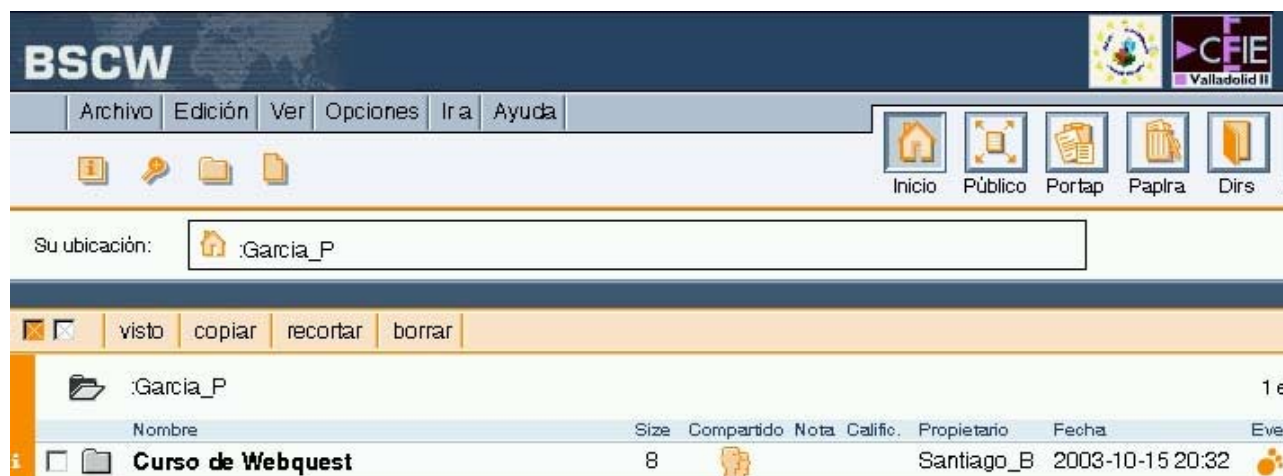 BSCW
CFIE
Valladolid II
Archivo Edición Ver Opciones Ir a Ayuda
Inicio Público Portap Paplra Dirs
Su ubicación: :Garcia_P
visto copiar recortar borrar
:Garcia_P 1 e
Nombre Size Compartido Nota Calific. Propietario Fecha Eve
Curso de Webquest 8 Santiago_B 2003-10-15 20:32